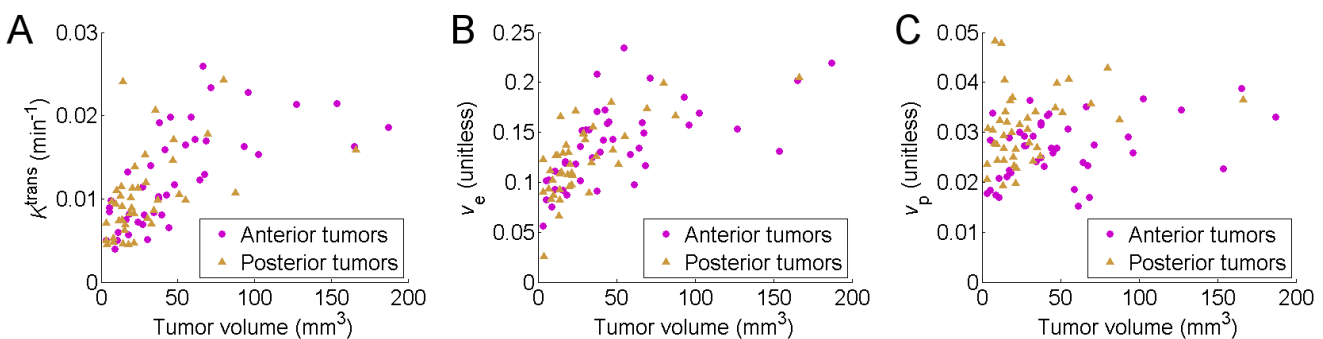 A
0.03
0.02
0.01
0
K^trans (min^-1)
0 50 100 150 200
Tumor volume (mm^3)
Anterior tumors
Posterior tumors
B
0.25
0.2
0.15
0.1
0.05
0
v_e (unitless)
0 50 100 150 200
Tumor volume (mm^3)
Anterior tumors
Posterior tumors
C
0.05
0.04
0.03
0.02
0.01
0
v_p (unitless)
0 50 100 150 200
Tumor volume (mm^3)
Anterior tumors
Posterior tumors